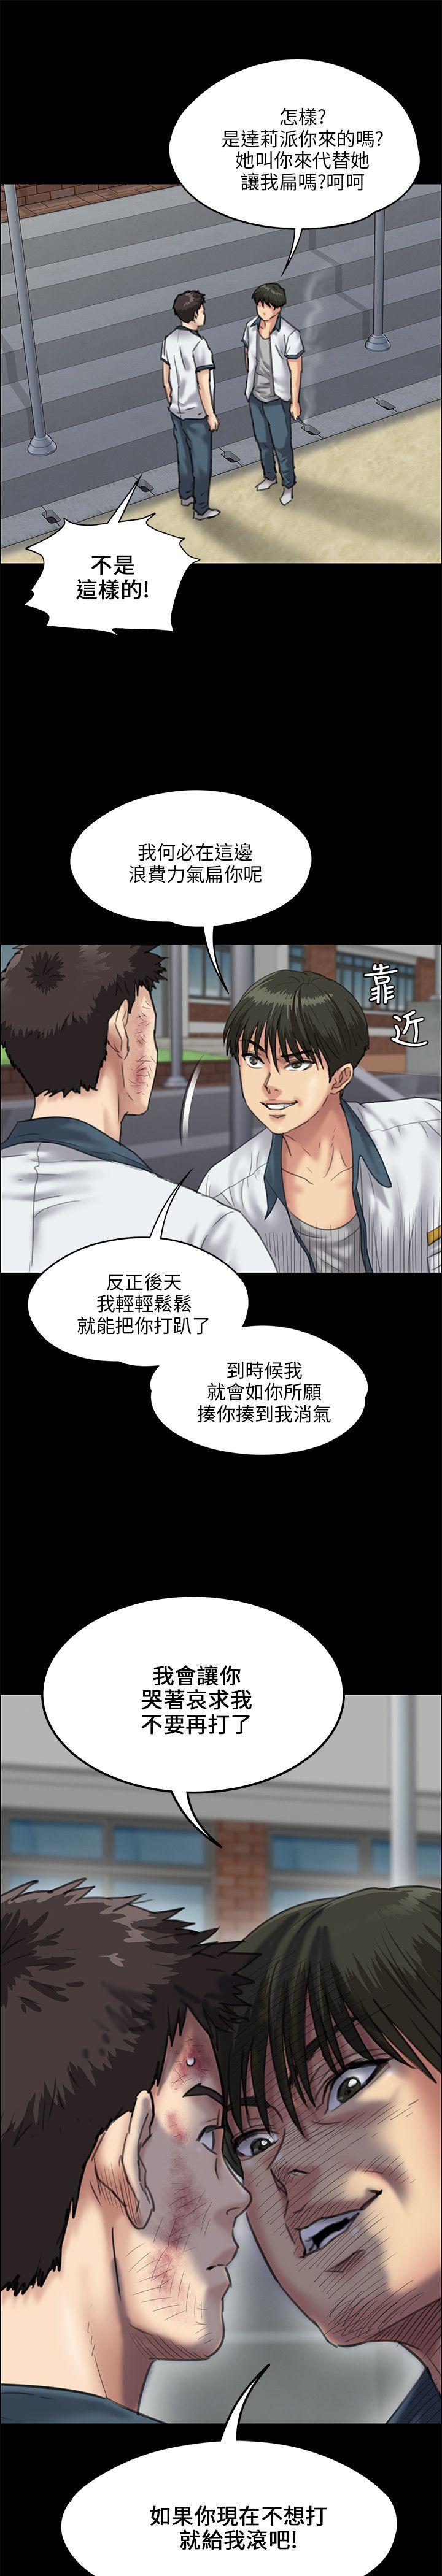 怎樣?
是達莉派你來的嗎?
她叫你來代替她
讓我扁嗎?呵呵
不是
這樣的!
我何必在這邊
浪費力氣扁你呢
靠
近
反正後天
我輕輕鬆鬆
就能把你打趴了
到時候我
就會如你所願
揍你揍到我消氣
我會讓你
哭著哀求我
不要再打了
如果你現在不想打
就給我滾吧!